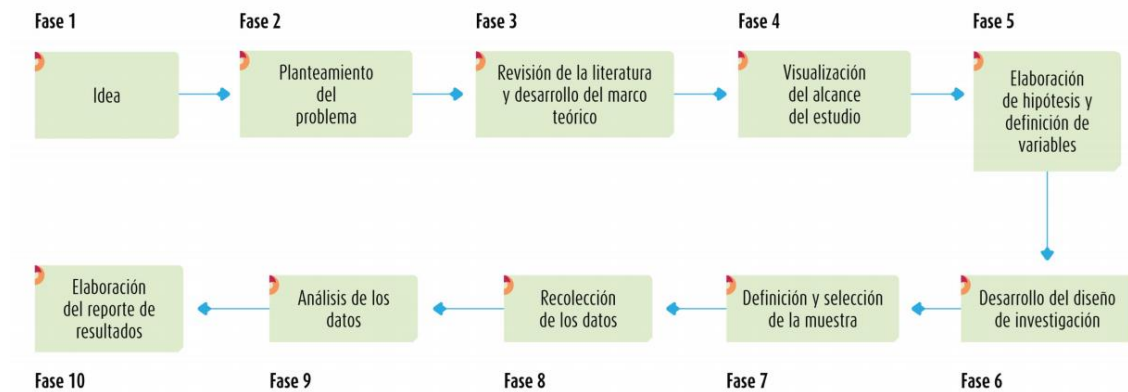 Fase 1
Fase 2
Fase 3
Fase 4
Fase 5
Idea
Planteamiento
del
problema
Revisión de la literatura
y desarrollo del marco
teórico
Visualización
del alcance
del estudio
Elaboración
de hipótesis y
definición de
variables
Elaboración
del reporte de
resultados
Análisis de los
datos
Recolección
de los datos
Definición y selección
de la muestra
Desarrollo del diseño
de investigación
Fase 10
Fase 9
Fase 8
Fase 7
Fase 6